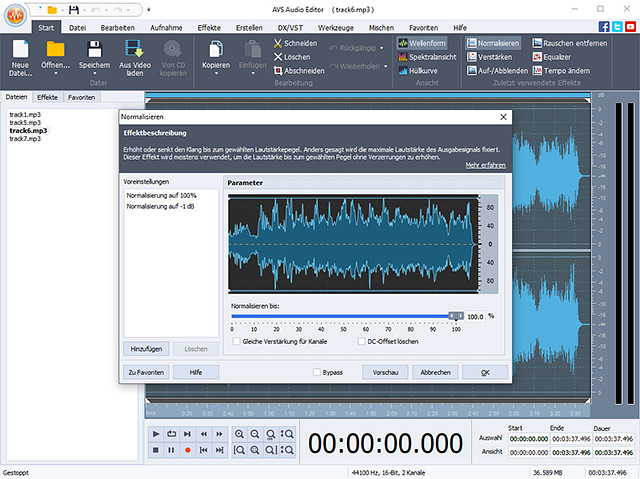 AVS Audio Editor ( track6.mp3 )
Start Datei Bearbeiten Aufnahme Effekte Erstellen DX/VST Werkzeuge Mischen Favoriten Hilfe
Neue Datei...
Öffnen...
Speichern
Aus Video laden
Von CD kopieren
Datei
Kopieren
Einfügen
Schneiden
Löschen
Abschneiden
Rückgängig
Wiederholen
Bearbeitung
Wellenform
Spektralansicht
Hüllkurve
Ansicht
Normalisieren
Verstärken
Auf-/Abblenden
Rauschen entfernen
Equalizer
Tempo ändern
Zuletzt verwendete Effekte
Dateien Effekte Favoriten
track1.mp3
track5.mp3
track6.mp3
track7.mp3
Normalisieren
Effektbeschreibung
Erhöht oder senkt den Klang bis zum gewählten Lautstärkepegel. Anders gesagt wird die maximale Lautstärke des Ausgabesignals fixiert.
Dieser Effekt wird meistens verwendet, um die Lautstärke bis zum gewählten Pegel ohne Verzerrungen zu erhöhen.
Mehr erfahren
Voreinstellungen
Normalisierung auf 100%
Normalisierung auf -1 dB
Hinzufügen Löschen
Parameter
80
40
0
40
80
Normalisieren bis:
100.0 %
0 10 20 30 40 50 60 70 80 90 100
Gleiche Verstärkung für Kanäle DC-Offset löschen
Zu Favoriten Hilfe Bypass Vorschau Abbrechen OK
00:00:00.000
Start Ende Dauer
Auswahl 00:00:00.000 00:03:37.496 00:03:37.496
Ansicht 00:00:00.000 00:03:37.496 00:03:37.496
Gestoppt 44100 Hz, 16-Bit, 2 Kanäle 36.589 MB 00:03:37.496